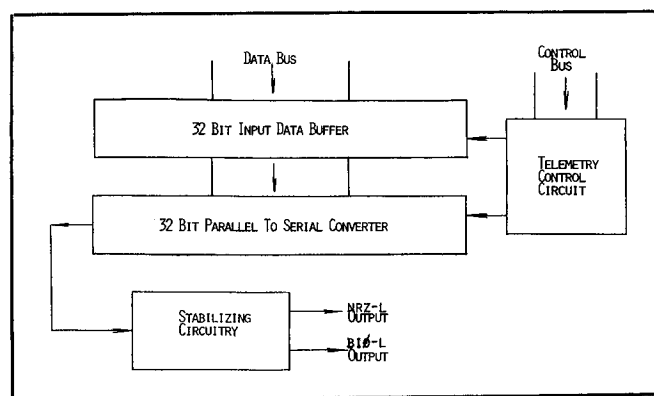 DATA BUS
CONTROL
BUS
32 BIT INPUT DATA BUFFER
TELEMETRY
CONTROL
CIRCUIT
32 BIT PARALLEL TO SERIAL CONVERTER
STABILIZING
CIRCUITRY
NRZ-L
OUTPUT
BIØ-L
OUTPUT